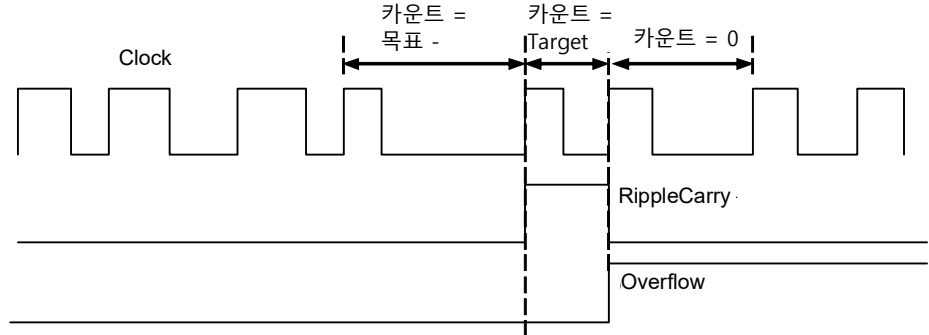 카운트 =
목표 -
카운트 =
Target
카운트 = 0
Clock
RippleCarry
Overflow